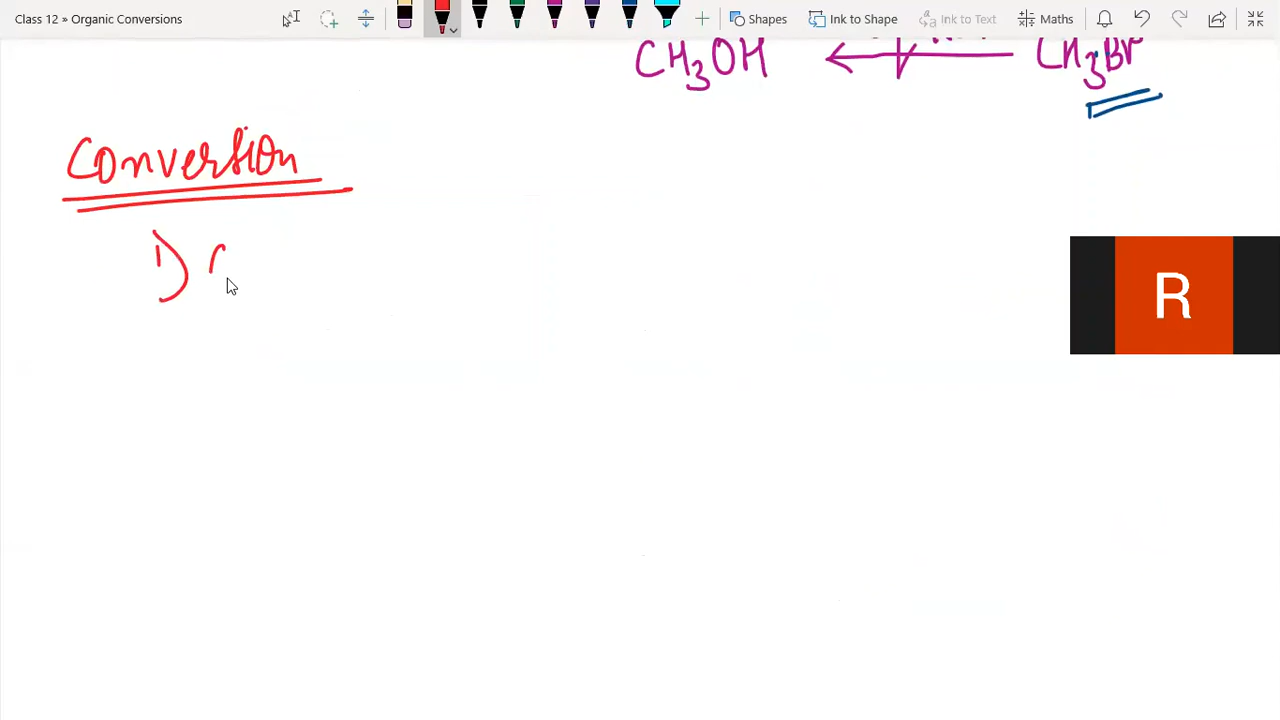 Class 12 » Organic Conversions
Shapes
Ink to Shape
Ink to Text
Maths
CH3OH ← CH3Br
Conversion
1)
R